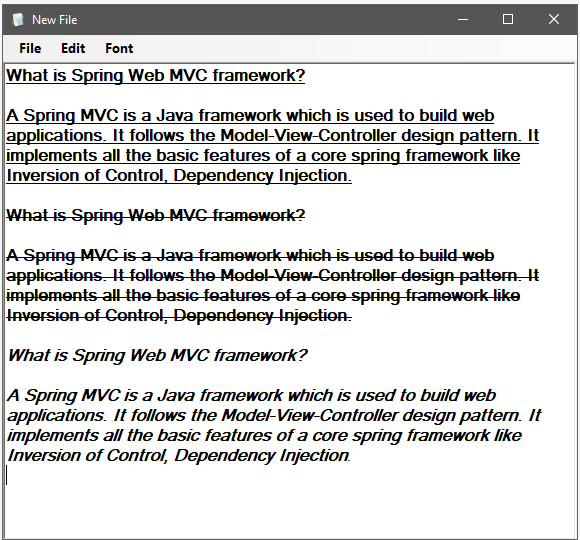 New File
File Edit Font
What is Spring Web MVC framework?
A Spring MVC is a Java framework which is used to build web
applications. It follows the Model-View-Controller design pattern. It
implements all the basic features of a core spring framework like
Inversion of Control, Dependency Injection.
What is Spring Web MVC framework?
A Spring MVC is a Java framework which is used to build web
applications. It follows the Model-View-Controller design pattern. It
implements all the basic features of a core spring framework like
Inversion of Control, Dependency Injection.
What is Spring Web MVC framework?
A Spring MVC is a Java framework which is used to build web
applications. It follows the Model-View-Controller design pattern. It
implements all the basic features of a core spring framework like
Inversion of Control, Dependency Injection.